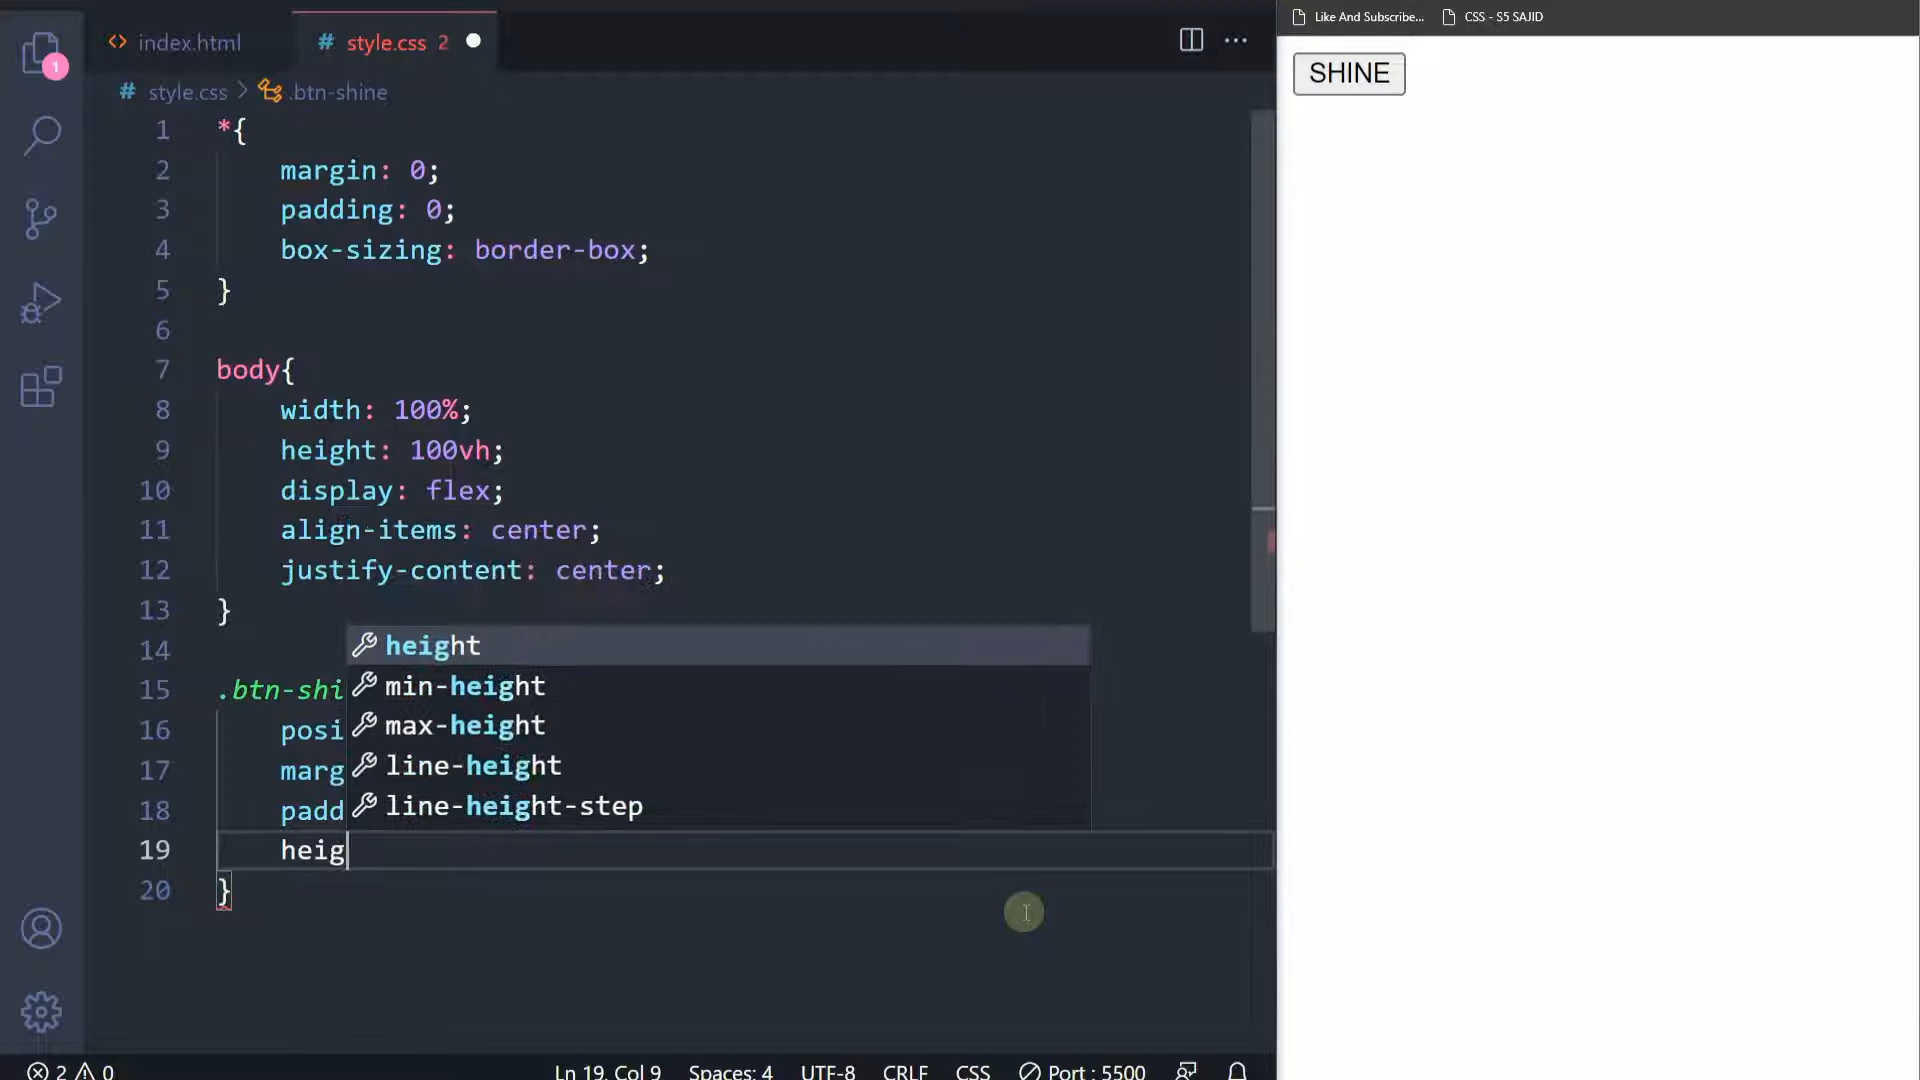 index.html
# style.css 2
Like And Subscribe...
CSS - S5 SAJID
1
# style.css > .btn-shine
SHINE
1 *{
2 margin: 0;
3 padding: 0;
4 box-sizing: border-box;
5 }
6
7 body{
8 width: 100%;
9 height: 100vh;
10 display: flex;
11 align-items: center;
12 justify-content: center;
13 }
14
height
15 .btn-shi
min-height
16 posi
max-height
17 marg
line-height
18 padd
line-height-step
19 heig
20 }
2 0 Ln 19, Col 9 Spaces: 4 UTF-8 CRLF CSS Port : 5500